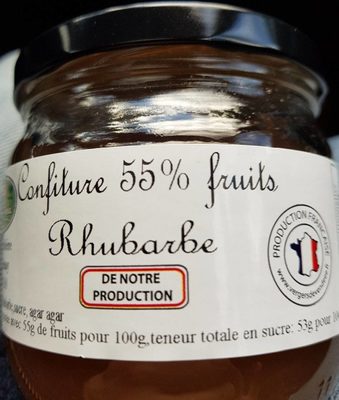 Confiture 55% fruits
Rhubarbe
DE NOTRE
PRODUCTION
PRODUCTION FRANÇAISE
sucre, agar agar
avec 55g de fruits pour 100g,teneur totale en sucre: 53g pour